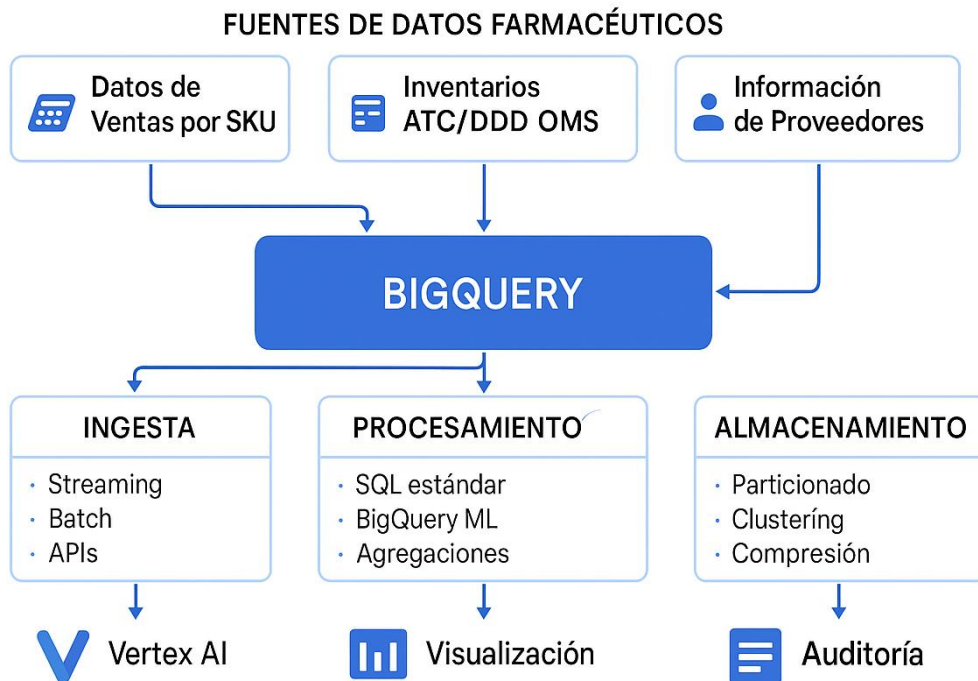 FUENTES DE DATOS FARMACÉUTICOS
Datos de
Ventas por SKU
Inventarios
ATC/DDD OMS
Información
de Proveedores
BIGQUERY
INGESTA
· Streaming
· Batch
· APIs
PROCESAMIENTO
· SQL estándar
· BigQuery ML
· Agregaciones
ALMACENAMIENTO
· Particionado
· Clusteríng
· Compresión
Vertex AI
Visualización
Auditoría